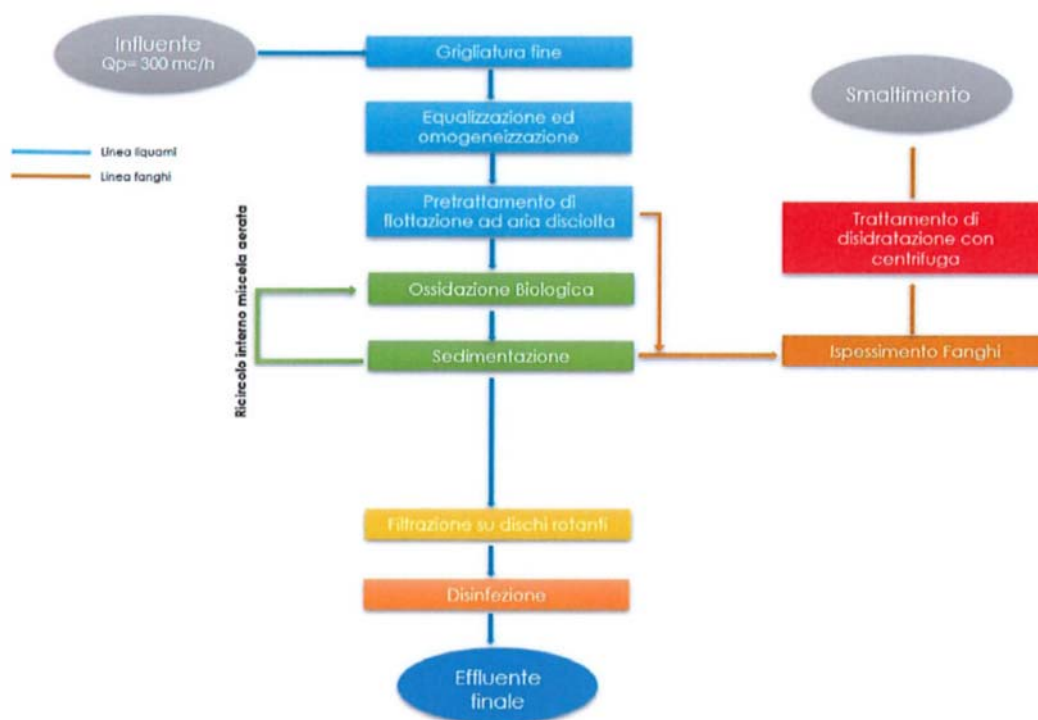 Influente
Qp= 300 mc/h
Grigliatura fine
Smaltimento
Equalizzazione ed
omogeneizzazione
Linea liquami
Linea fanghi
Pretrattamento di
flottazione ad aria disciolta
Trattamento di
disidratazione con
centrifuga
Ricircolo interno miscela aerata
Ossidazione Biologica
Sedimentazione
Ispessimento Fanghi
Filtrazione su dischi rotanti
Disinfezione
Effluente
finale